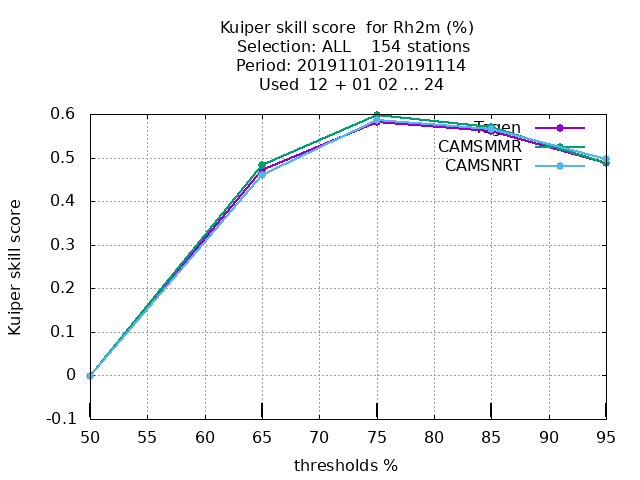 Kuiper skill score  for Rh2m (%)
Selection: ALL    154 stations
Period: 20191101-20191114
Used  12 + 01 02 ... 24
Tegen
CAMSMMR
CAMSNRT
0.6
0.5
0.4
0.3
0.2
0.1
0
-0.1
Kuiper skill score
50 55 60 65 70 75 80 85 90 95
thresholds %